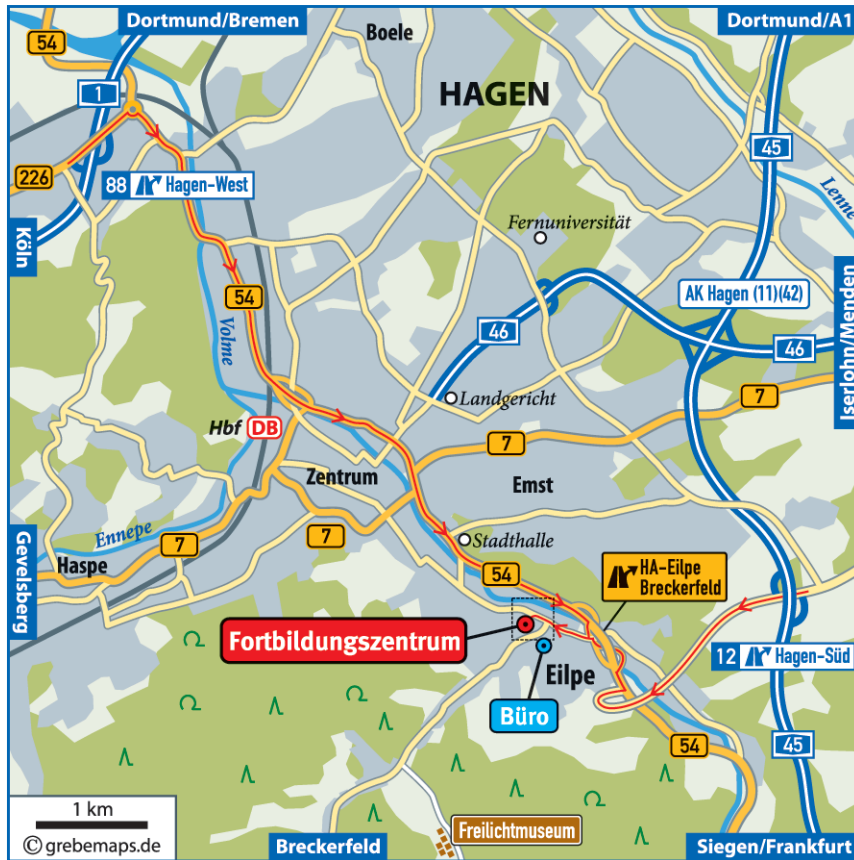 Dortmund/Bremen
Dortmund/A1
54
Boele
1
HAGEN
45
226
88 Hagen-West
Lenne
Köln
Fernuniversität
54
AK Hagen (11)(42)
Volme
46
46
Iserlohn/Menden
7
Landgericht
Hbf DB
7
Zentrum
Emst
Gevelsberg
Ennepe
7
7
Stadthalle
Haspe
54
HA-Eilpe
Breckerfeld
Fortbildungszentrum
12 Hagen-Süd
Eilpe
Büro
54
45
1 km
© grebemaps.de
Freilichtmuseum
Breckerfeld
Siegen/Frankfurt